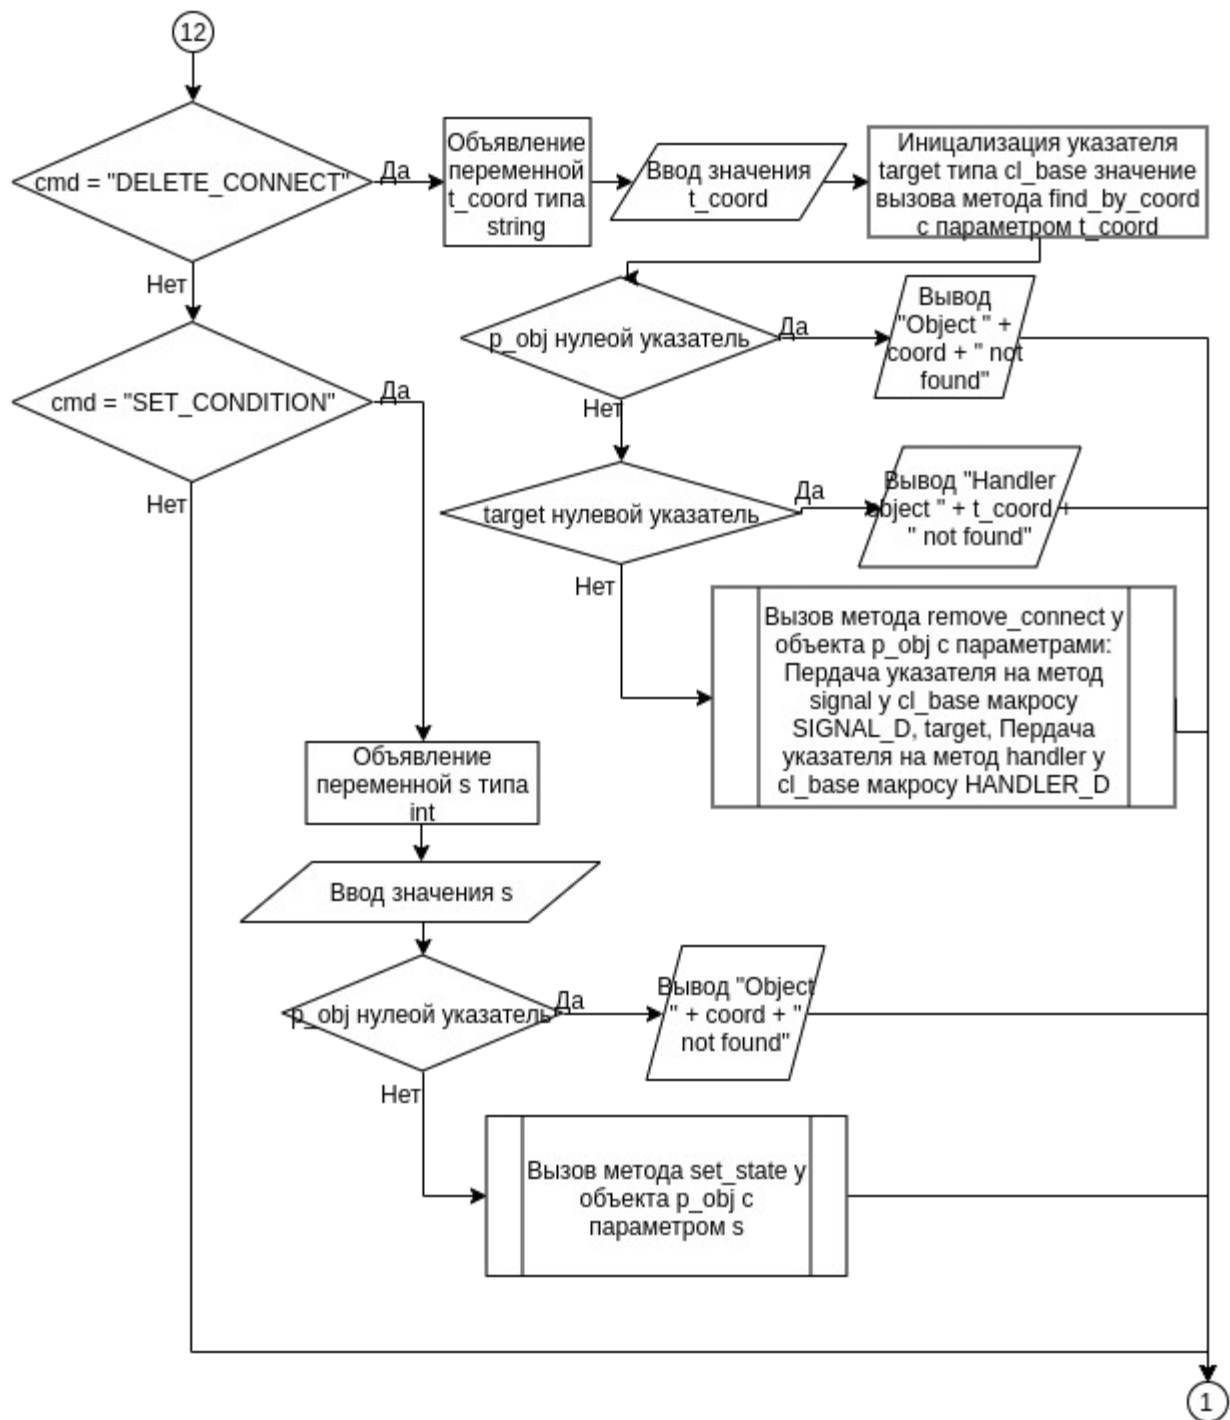 12
cmd = "DELETE_CONNECT"
Да
Объявление
переменной
t_coord типа
string
Ввод значения
t_coord
Иницализация указателя
target типа cl_base значение
вызова метода find_by_coord
с параметром t_coord
Нет
p_obj нулеой указатель
Да
Вывод
"Object " +
coord + " not
found"
cmd = "SET_CONDITION"
Да
Нет
Нет
target нулевой указатель
Да
Вывод "Handler
object " + t_coord +
" not found"
Нет
Вызов метода remove_connect у
объекта p_obj с параметрами:
Пердача указателя на метод
signal у cl_base макросу
SIGNAL_D, target, Пердача
указателя на метод handler у
cl_base макросу HANDLER_D
Объявление
переменной s типа
int
Ввод значения s
p_obj нулеой указатель
Да
Вывод "Object
" + coord + "
not found"
Нет
Вызов метода set_state у
объекта p_obj с
параметром s
1